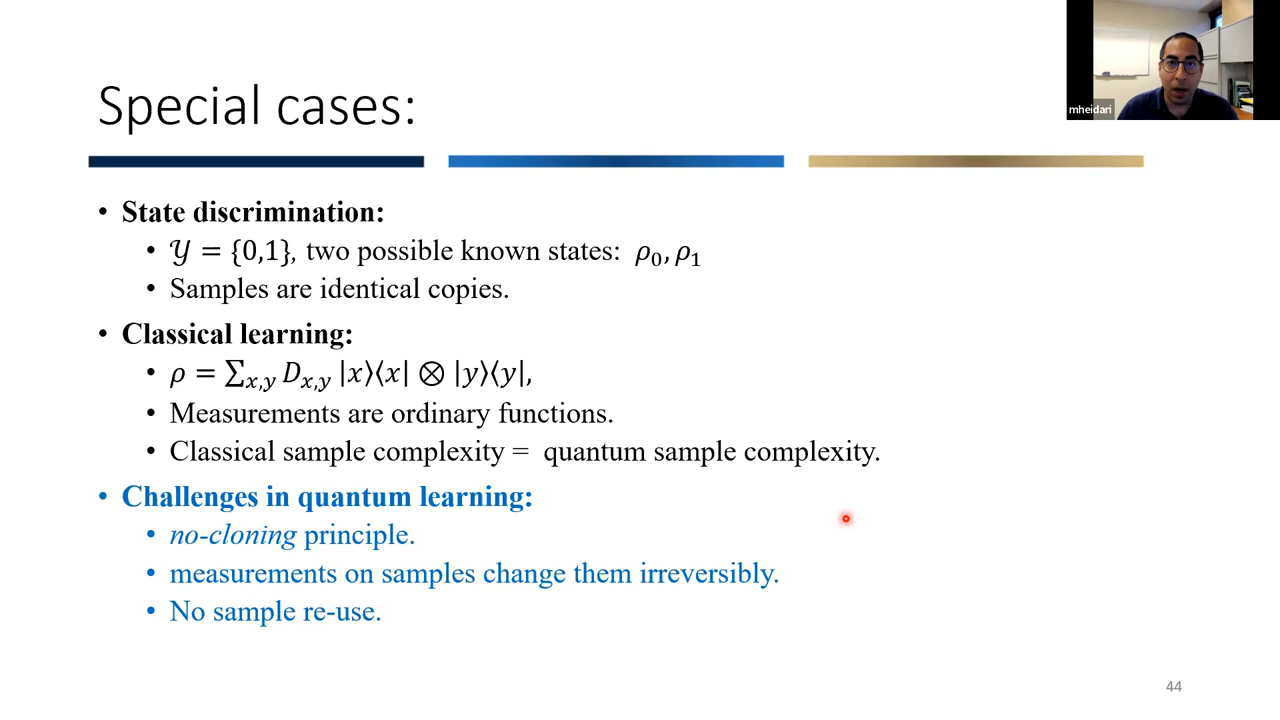 mheidari
Special cases:
• State discrimination:
• 𝒴 = {0,1}, two possible known states: ρ₀, ρ₁
• Samples are identical copies.
• Classical learning:
• ρ = ∑ₓ,ᵧ Dₓ,ᵧ |x⟩⟨x| ⊗ |y⟩⟨y|,
• Measurements are ordinary functions.
• Classical sample complexity = quantum sample complexity.
• Challenges in quantum learning:
• no-cloning principle.
• measurements on samples change them irreversibly.
• No sample re-use.
44